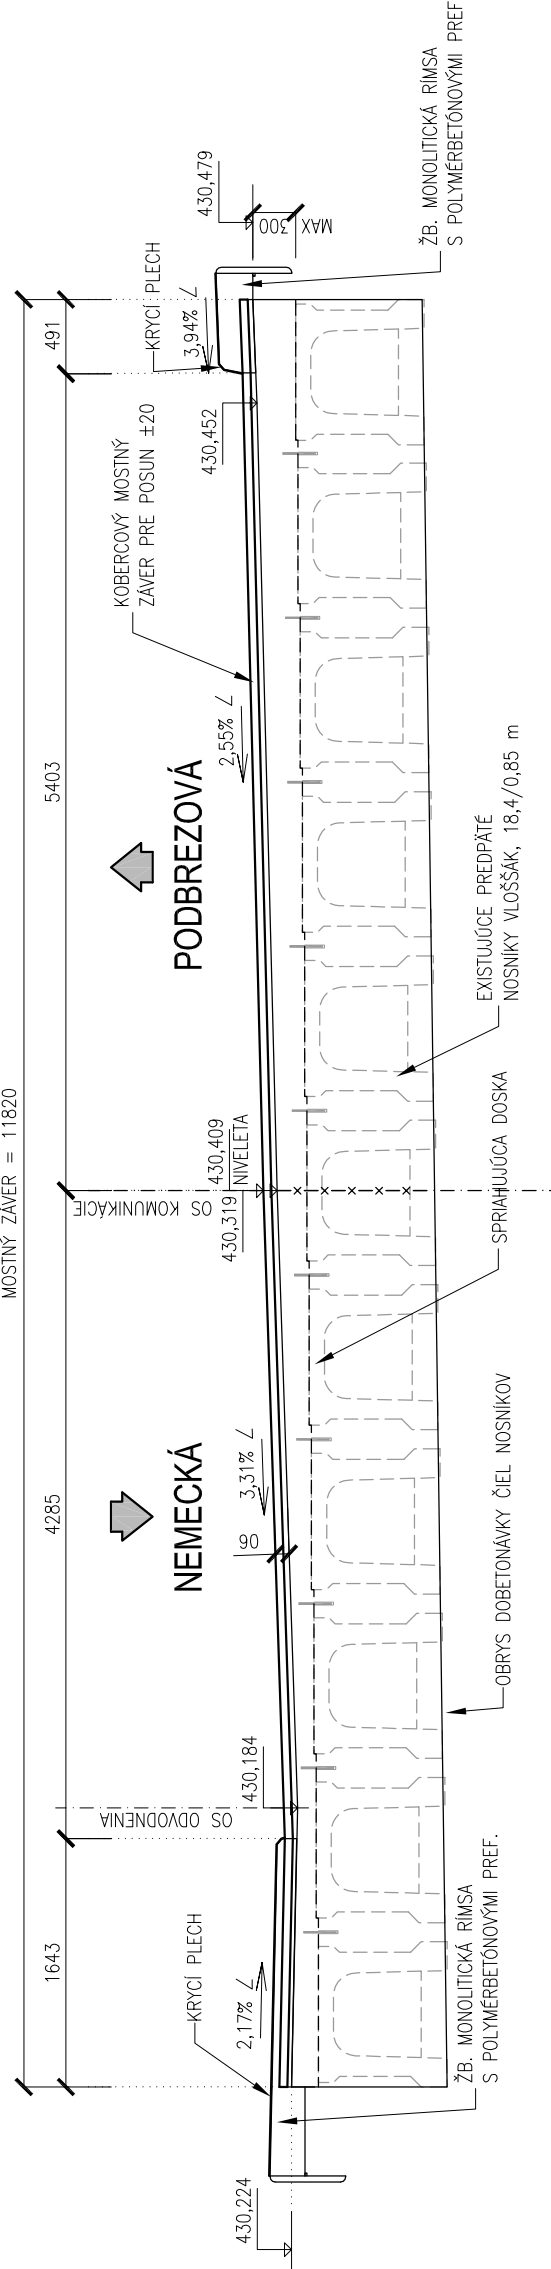 MOSTNÝ ZÁVER = 11820
1643
4285
5403
491
OS ODVODNENIA
OS KOMUNIKÁCIE
NEMECKÁ
PODBREZOVÁ
KRYCÍ PLECH
2,17%
430,224
430,184
90
3,31%
430,319
430,409
NIVELETA
2,55%
KOBERCOVÝ MOSTNÝ
ZÁVER PRE POSUN ±20
430,452
KRYCÍ PLECH
3,94%
430,479
MAX 300
ŽB. MONOLITICKÁ RÍMSA
S POLYMÉRBETÓNOVÝMI PREF.
OBRYS DOBETONÁVKY ČIEL NOSNÍKOV
SPRIAHUJÚCA DOSKA
EXISTUJÚCE PREDPÄTÉ
NOSNÍKY VLOŠŠÁK, 18,4/0,85 m
ŽB. MONOLITICKÁ RÍMSA
S POLYMÉRBETÓNOVÝMI PREF